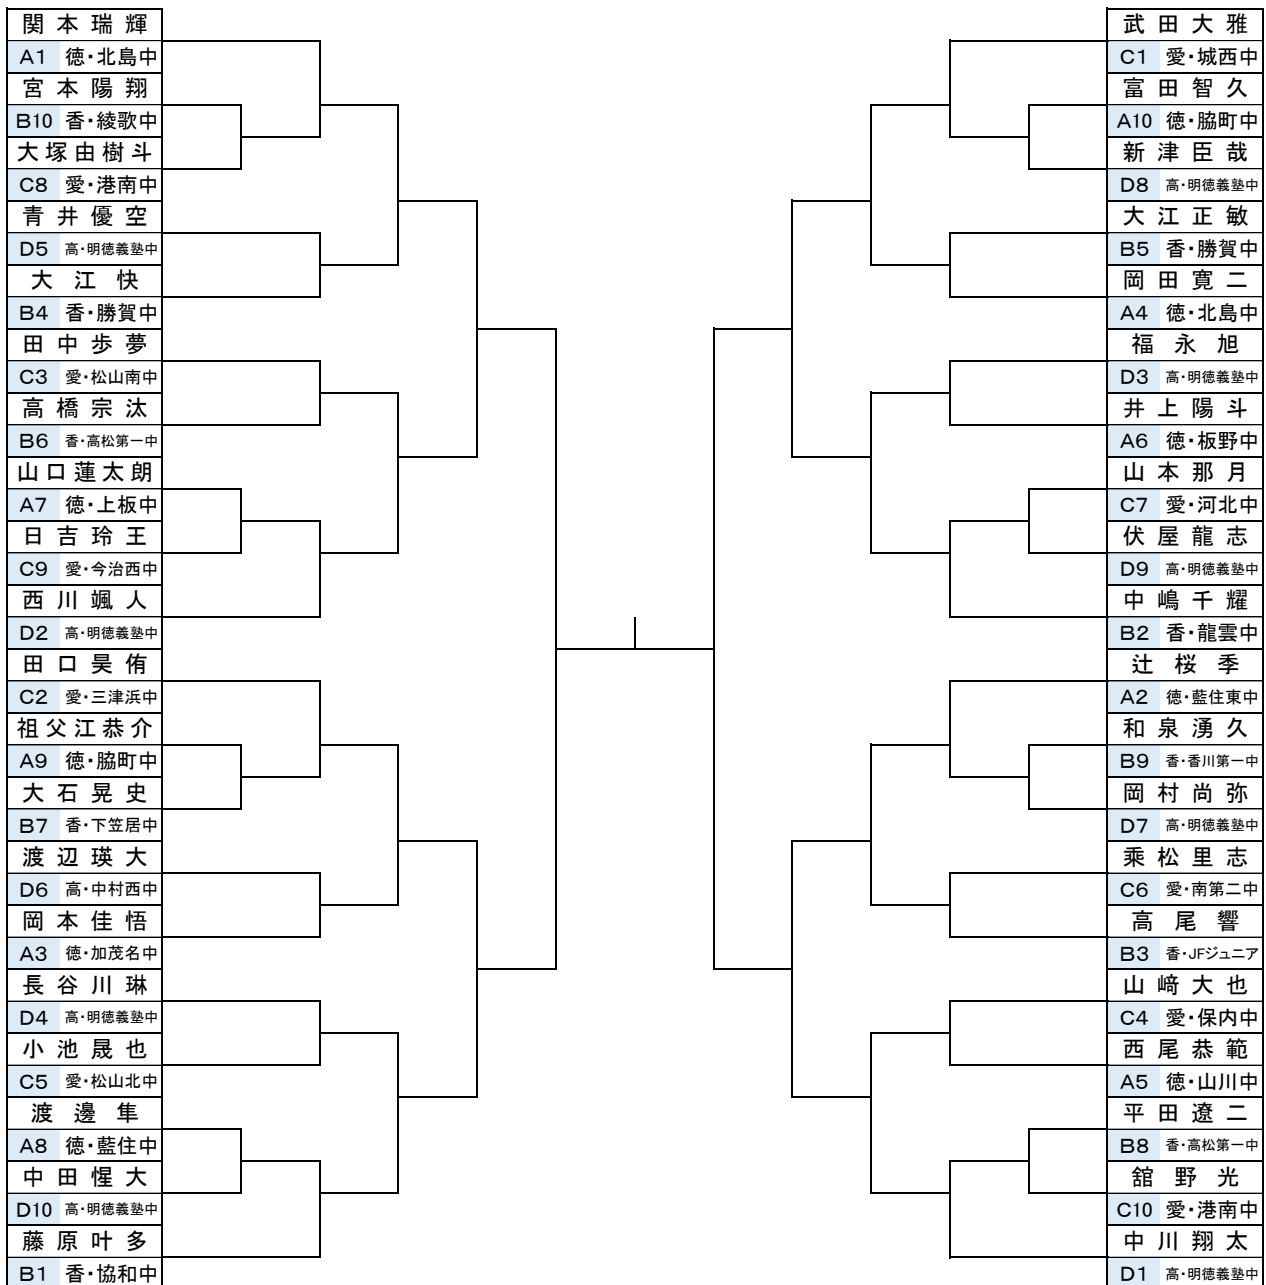 関本瑞輝
A1 徳・北島中
宮本陽翔
B10 香・綾歌中
大塚由樹斗
C8 愛・港南中
青井優空
D5 高・明徳義塾中
大江快
B4 香・勝賀中
田中歩夢
C3 愛・松山南中
高橋宗汰
B6 香・高松第一中
山口蓮太朗
A7 徳・上板中
日吉玲王
C9 愛・今治西中
西川颯人
D2 高・明徳義塾中
田口昊侑
C2 愛・三津浜中
祖父江恭介
A9 徳・脇町中
大石晃史
B7 香・下笠居中
渡辺瑛大
D6 高・中村西中
岡本佳悟
A3 徳・加茂名中
長谷川琳
D4 高・明徳義塾中
小池晟也
C5 愛・松山北中
渡邊隼
A8 徳・藍住中
中田惺大
D10 高・明徳義塾中
藤原叶多
B1 香・協和中
武田大雅
C1 愛・城西中
富田智久
A10 徳・脇町中
新津臣哉
D8 高・明徳義塾中
大江正敏
B5 香・勝賀中
岡田寛二
A4 徳・北島中
福永旭
D3 高・明徳義塾中
井上陽斗
A6 徳・板野中
山本那月
C7 愛・河北中
伏屋龍志
D9 高・明徳義塾中
中嶋千耀
B2 香・龍雲中
辻桜季
A2 徳・藍住東中
和泉湧久
B9 香・香川第一中
岡村尚弥
D7 高・明徳義塾中
乘松里志
C6 愛・南第二中
高尾響
B3 香・JFジュニア
山﨑大也
C4 愛・保内中
西尾恭範
A5 徳・山川中
平田遼二
B8 香・高松第一中
舘野光
C10 愛・港南中
中川翔太
D1 高・明徳義塾中